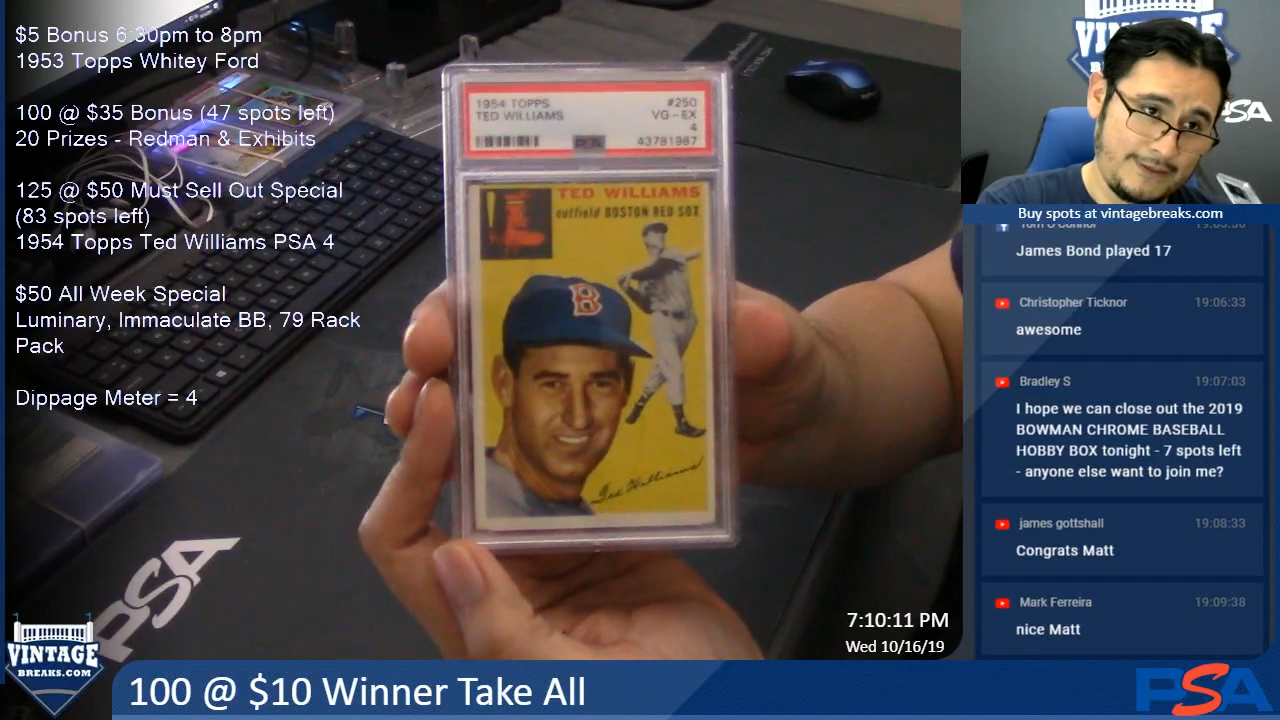 $5 Bonus 6:30pm to 8pm
1953 Topps Whitey Ford
100 @ $35 Bonus (47 spots left)
20 Prizes - Redman & Exhibits
125 @ $50 Must Sell Out Special
(83 spots left)
1954 Topps Ted Williams PSA 4
$50 All Week Special
Luminary, Immaculate BB, 79 Rack
Pack
Dippage Meter = 4
1954 TOPPS #250
TED WILLIAMS VG-EX
4
PSA 43781987
TED WILLIAMS
outfield BOSTON RED SOX
B
Ted Williams
PSA
VINTAGE
BREAKS.COM
7:10:11 PM
Wed 10/16/19
100 @ $10 Winner Take All
PSA
PSA
Buy spots at vintagebreaks.com
Tom O'Connor
James Bond played 17
Christopher Ticknor 19:06:33
awesome
Bradley S 19:07:03
I hope we can close out the 2019
BOWMAN CHROME BASEBALL
HOBBY BOX tonight - 7 spots left
- anyone else want to join me?
james gottshall 19:08:33
Congrats Matt
Mark Ferreira 19:09:38
nice Matt